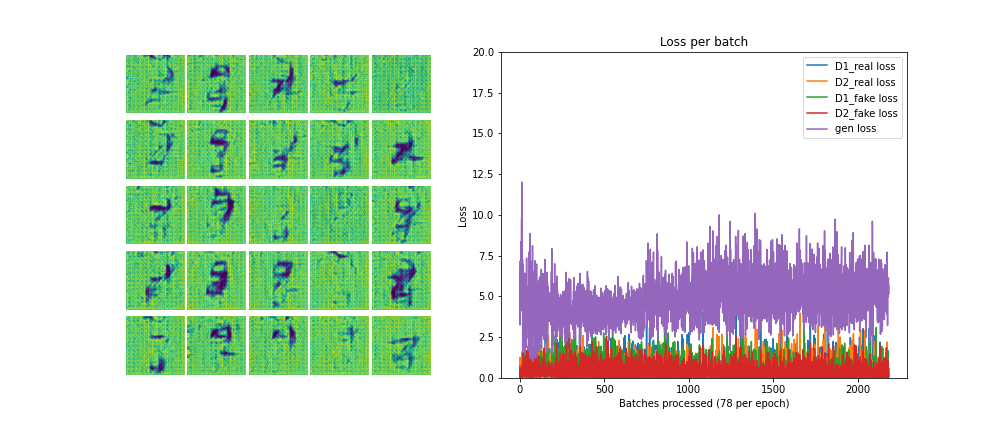 Loss per batch
20.0
17.5
15.0
12.5
10.0
7.5
5.0
2.5
0.0
Loss
D1_real loss
D2_real loss
D1_fake loss
D2_fake loss
gen loss
0 500 1000 1500 2000
Batches processed (78 per epoch)